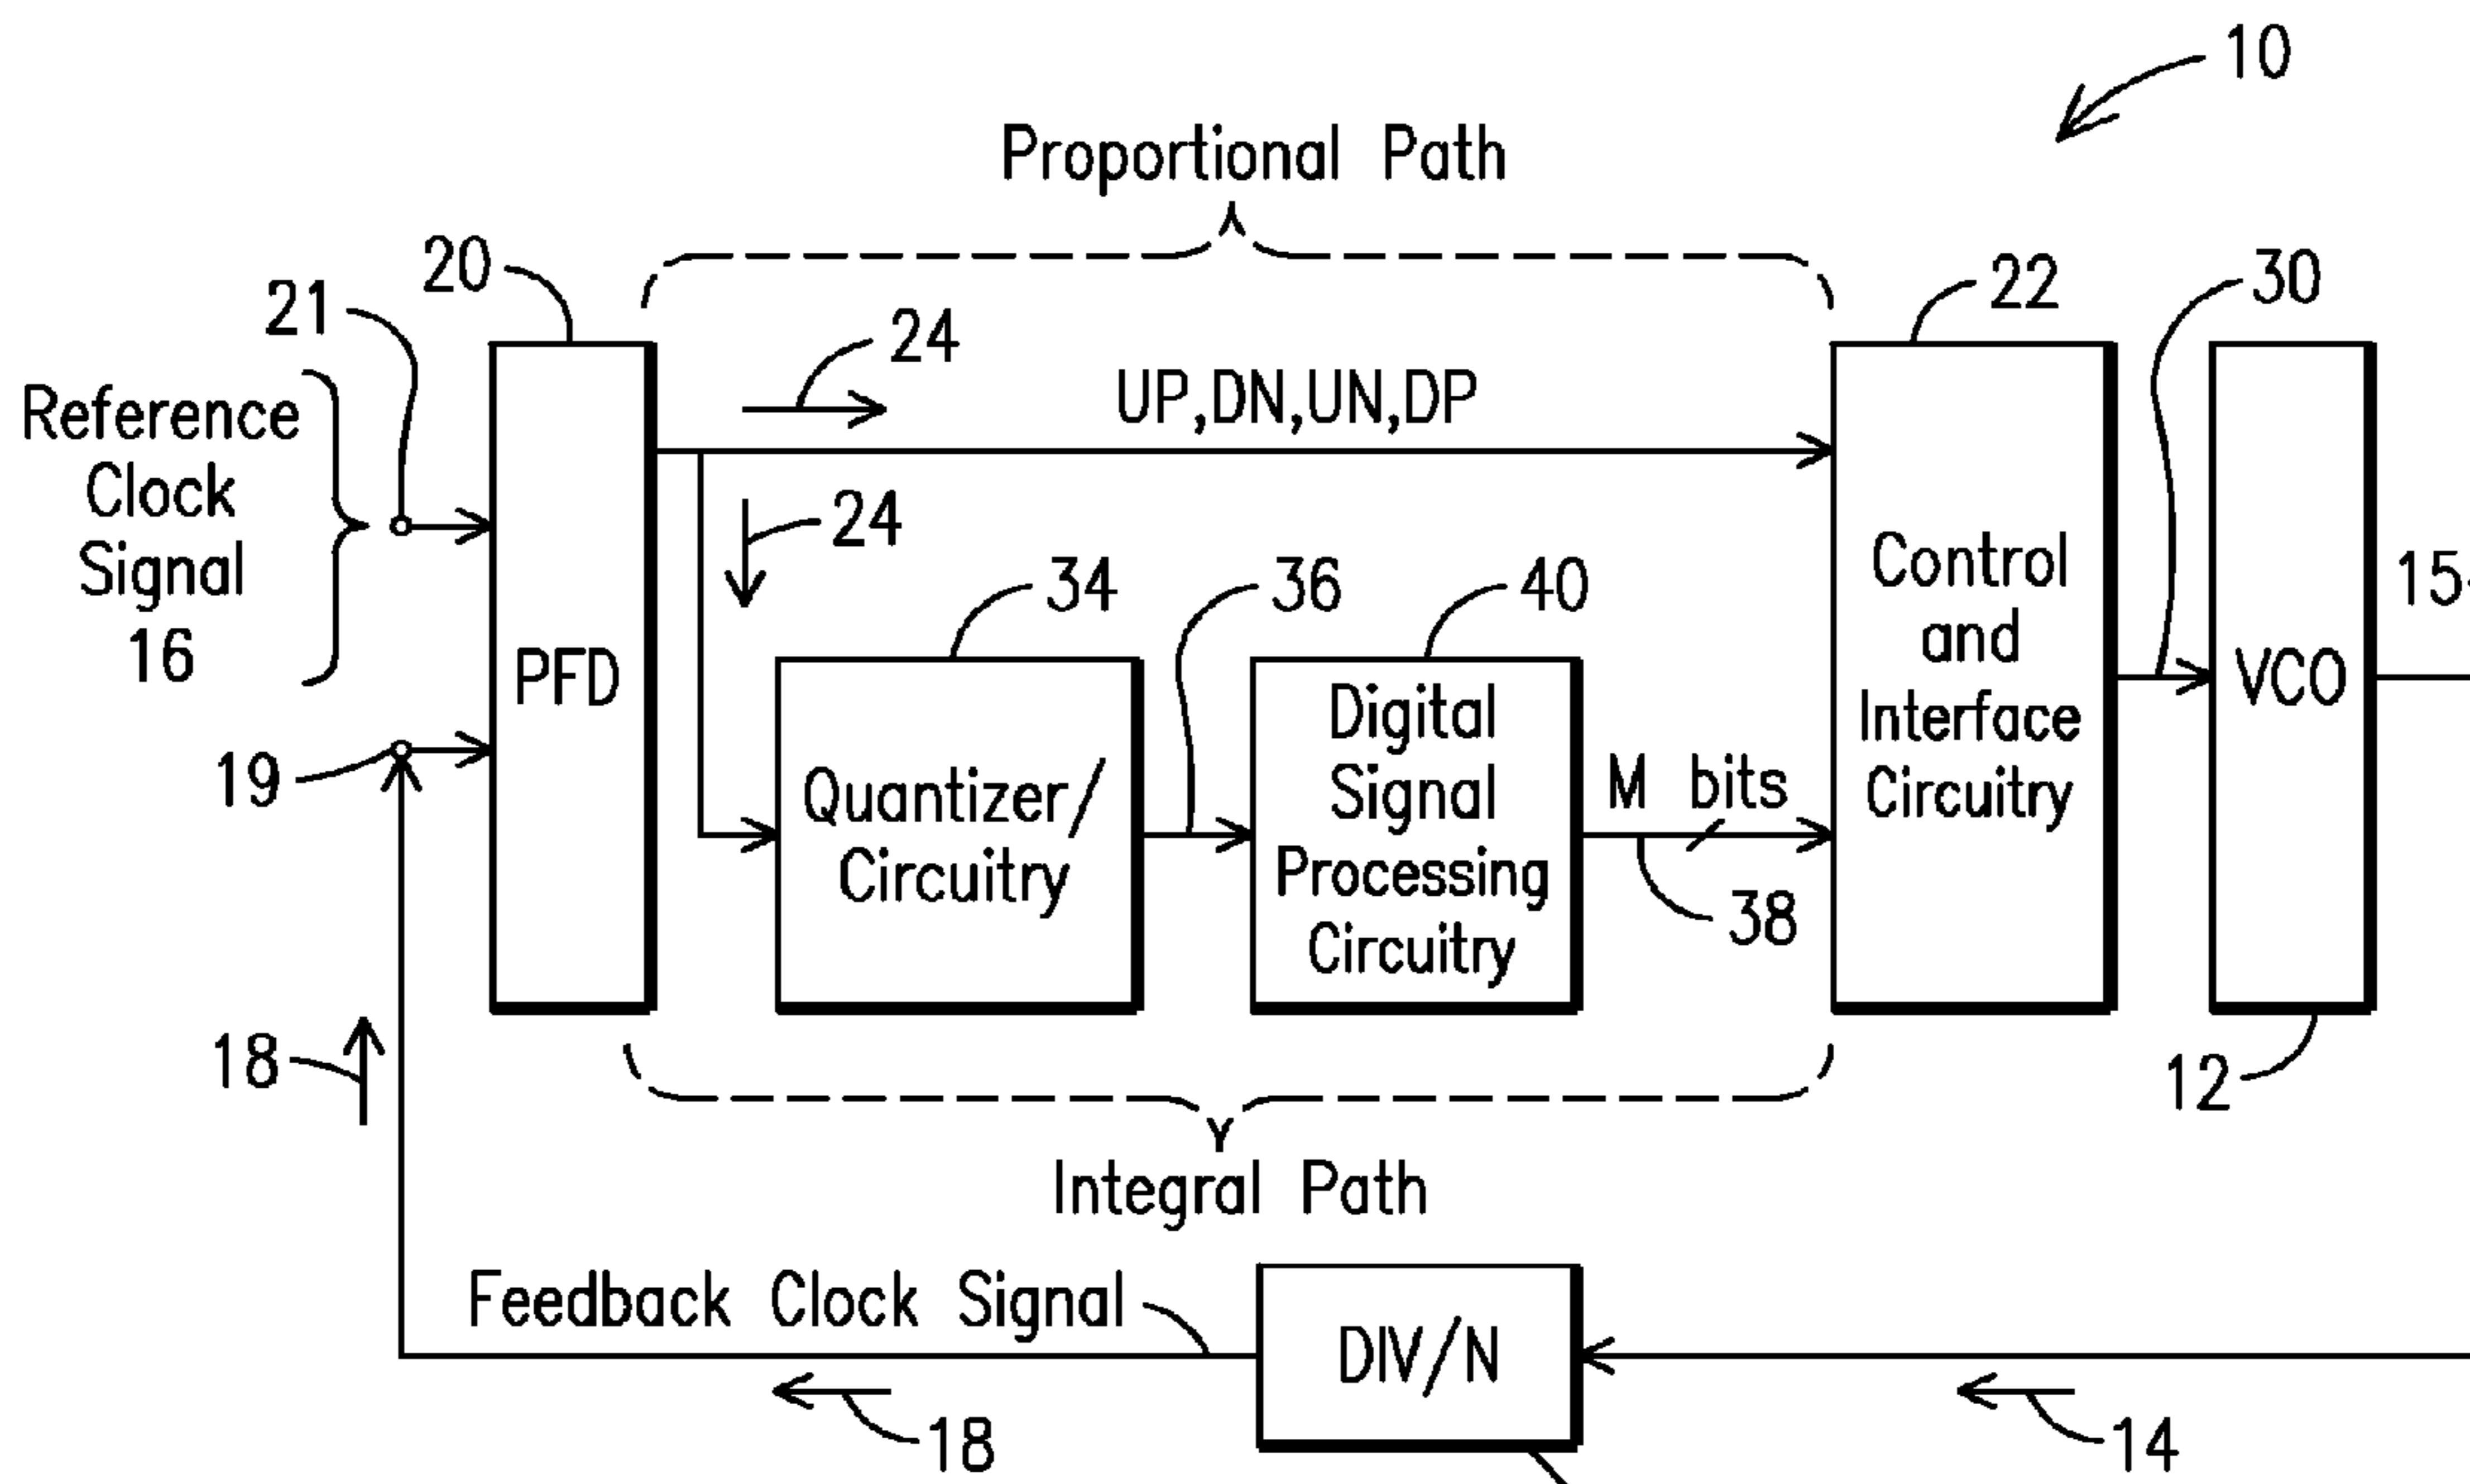 10
Proportional Path
20
21
24
22
30
Reference
Clock
Signal
16
UP,DN,UN,DP
24
34
36
40
Control
and
Interface
Circuitry
15
PFD
VCO
19
Quantizer/
Circuitry
Digital
Signal
Processing
Circuitry
M bits
38
18
12
Integral Path
Feedback Clock Signal
DIV/N
18
14